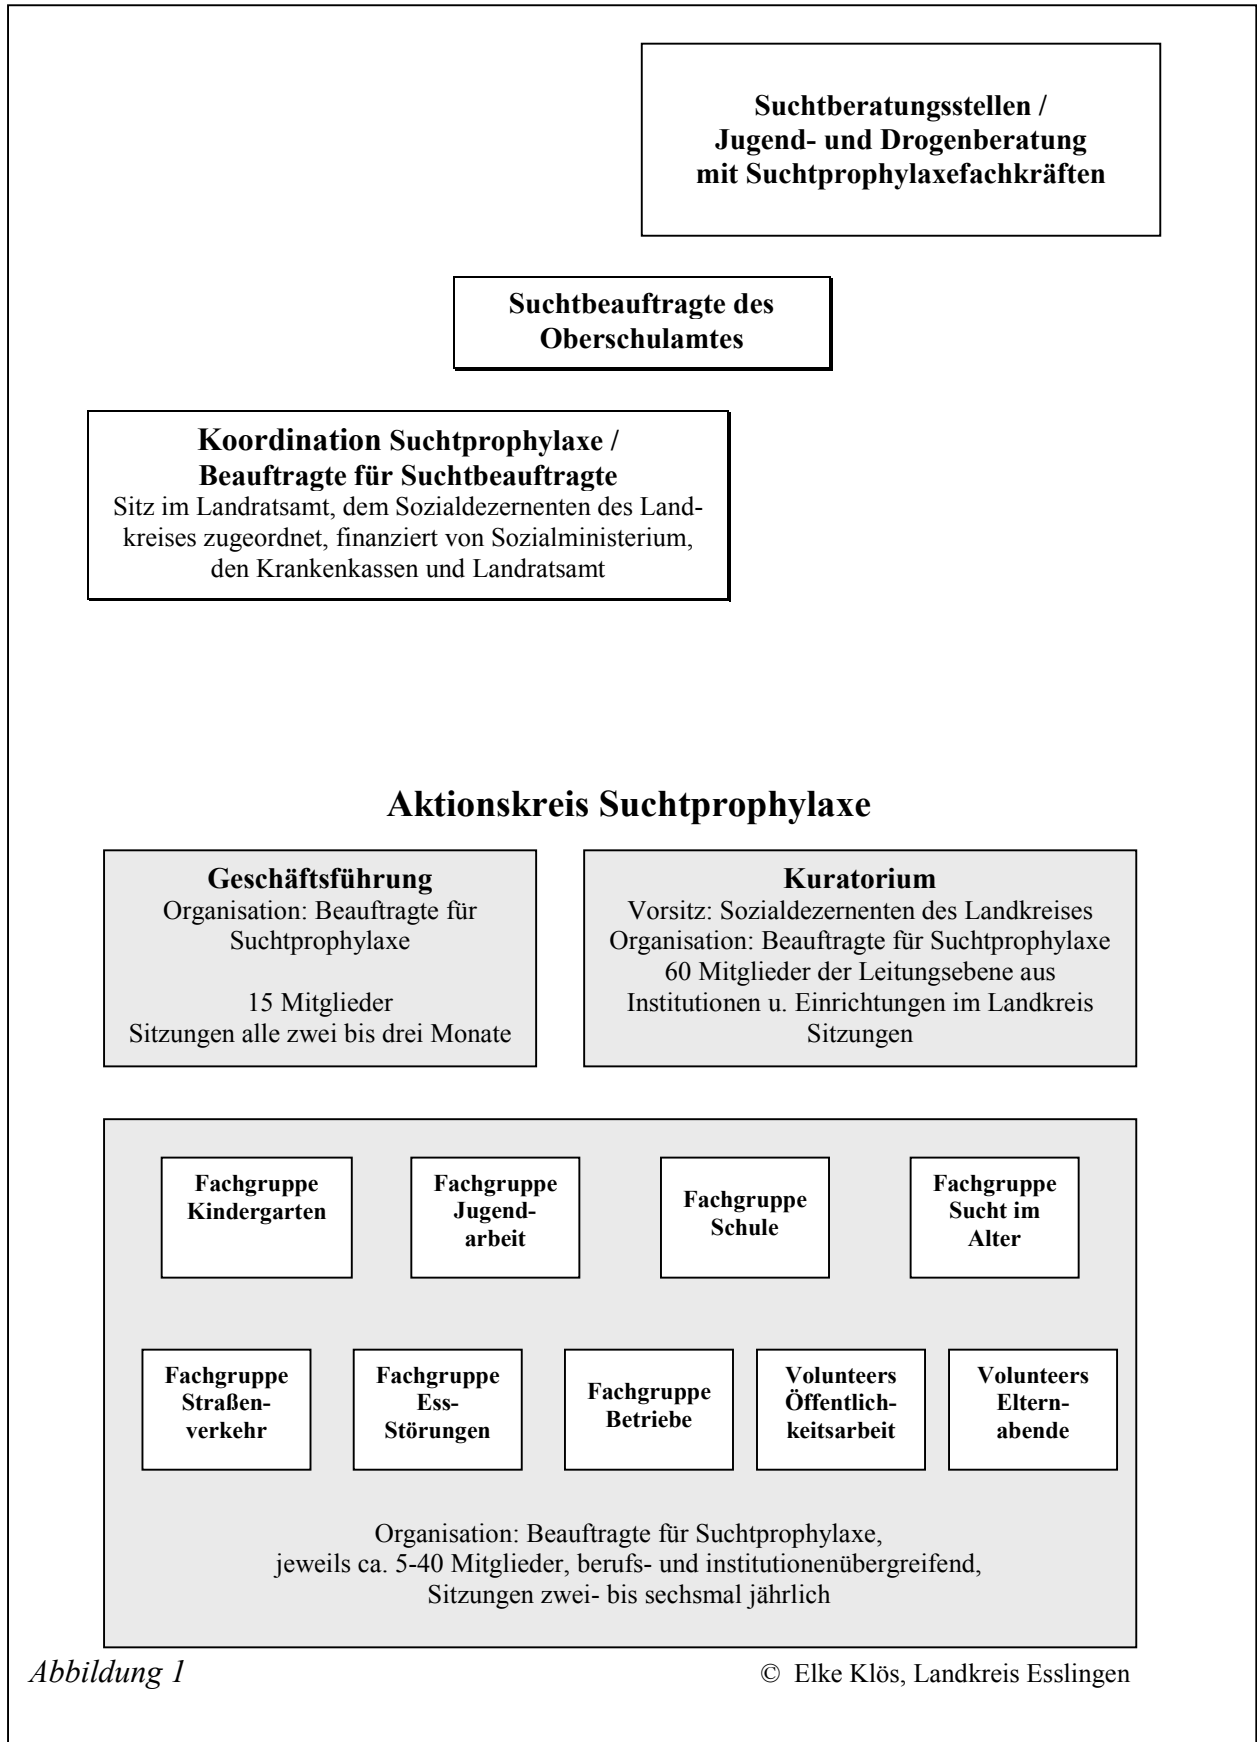 Suchtberatungsstellen /
Jugend- und Drogenberatung
mit Suchtprophylaxefachkräften
Suchtbeauftragte des
Oberschulamtes
Koordination Suchtprophylaxe /
Beauftragte für Suchtbeauftragte
Sitz im Landratsamt, dem Sozialdezernenten des Land-
kreises zugeordnet, finanziert von Sozialministerium,
den Krankenkassen und Landratsamt
Aktionskreis Suchtprophylaxe
Geschäftsführung
Organisation: Beauftragte für
Suchtprophylaxe
15 Mitglieder
Sitzungen alle zwei bis drei Monate
Kuratorium
Vorsitz: Sozialdezernenten des Landkreises
Organisation: Beauftragte für Suchtprophylaxe
60 Mitglieder der Leitungsebene aus
Institutionen u. Einrichtungen im Landkreis
Sitzungen
Fachgruppe
Kindergarten
Fachgruppe
Jugend-
arbeit
Fachgruppe
Schule
Fachgruppe
Sucht im
Alter
Fachgruppe
Straßen-
verkehr
Fachgruppe
Ess-
Störungen
Fachgruppe
Betriebe
Volunteers
Öffentlich-
keitsarbeit
Volunteers
Eltern-
abende
Organisation: Beauftragte für Suchtprophylaxe,
jeweils ca. 5-40 Mitglieder, berufs- und institutionenübergreifend,
Sitzungen zwei- bis sechsmal jährlich
Abbildung 1
© Elke Klös, Landkreis Esslingen